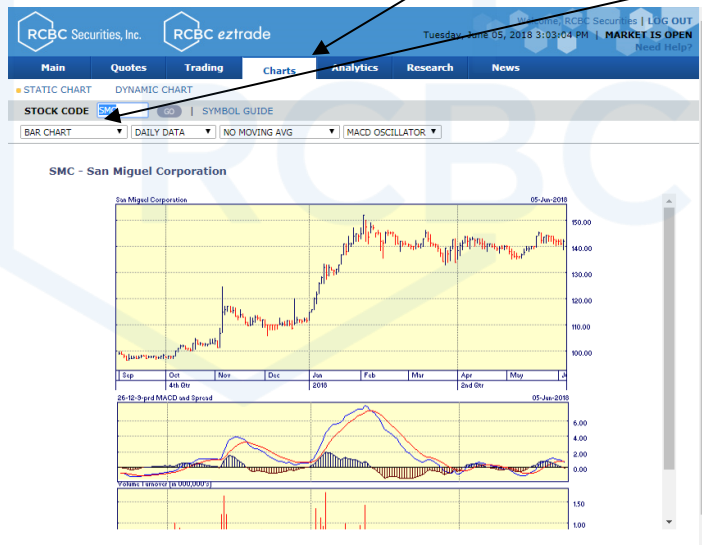 RCBC Securities, Inc. RCBC eztrade
Welcome, RCBC Securities | LOG OUT
Tuesday, June 05, 2018 3:03:04 PM | MARKET IS OPEN
Need Help?
Main Quotes Trading Charts Analytics Research News
STATIC CHART DYNAMIC CHART
STOCK CODE SMC GO | SYMBOL GUIDE
BAR CHART DAILY DATA NO MOVING AVG MACD OSCILLATOR
SMC - San Miguel Corporation
San Miguel Corporation 05-Jun-2018
150.00
140.00
130.00
120.00
110.00
100.00
Sep Oct Nov Dec Jan Feb Mar Apr May J
4th Qtr 2018 2nd Qtr
26-12-9-prd MACD and Spread 05-Jun-2018
6.00
4.00
2.00
0.00
Volume Turnover [in 000,000's]
1.50
1.00